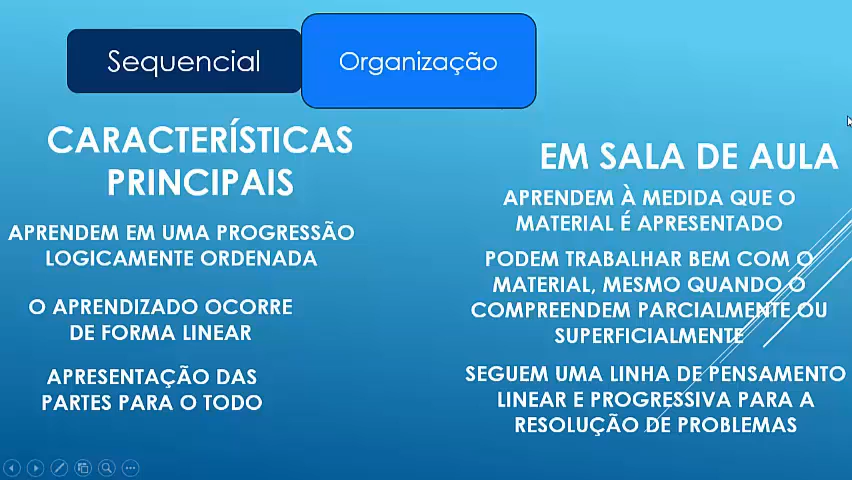 Sequencial
Organização
CARACTERÍSTICAS
PRINCIPAIS
APRENDEM EM UMA PROGRESSÃO
LOGICAMENTE ORDENADA
O APRENDIZADO OCORRE
DE FORMA LINEAR
APRESENTAÇÃO DAS
PARTES PARA O TODO
EM SALA DE AULA
APRENDEM À MEDIDA QUE O
MATERIAL É APRESENTADO
PODEM TRABALHAR BEM COM O
MATERIAL, MESMO QUANDO O
COMPREENDEM PARCIALMENTE OU
SUPERFICIALMENTE
SEGUEM UMA LINHA DE PENSAMENTO
LINEAR E PROGRESSIVA PARA A
RESOLUÇÃO DE PROBLEMAS